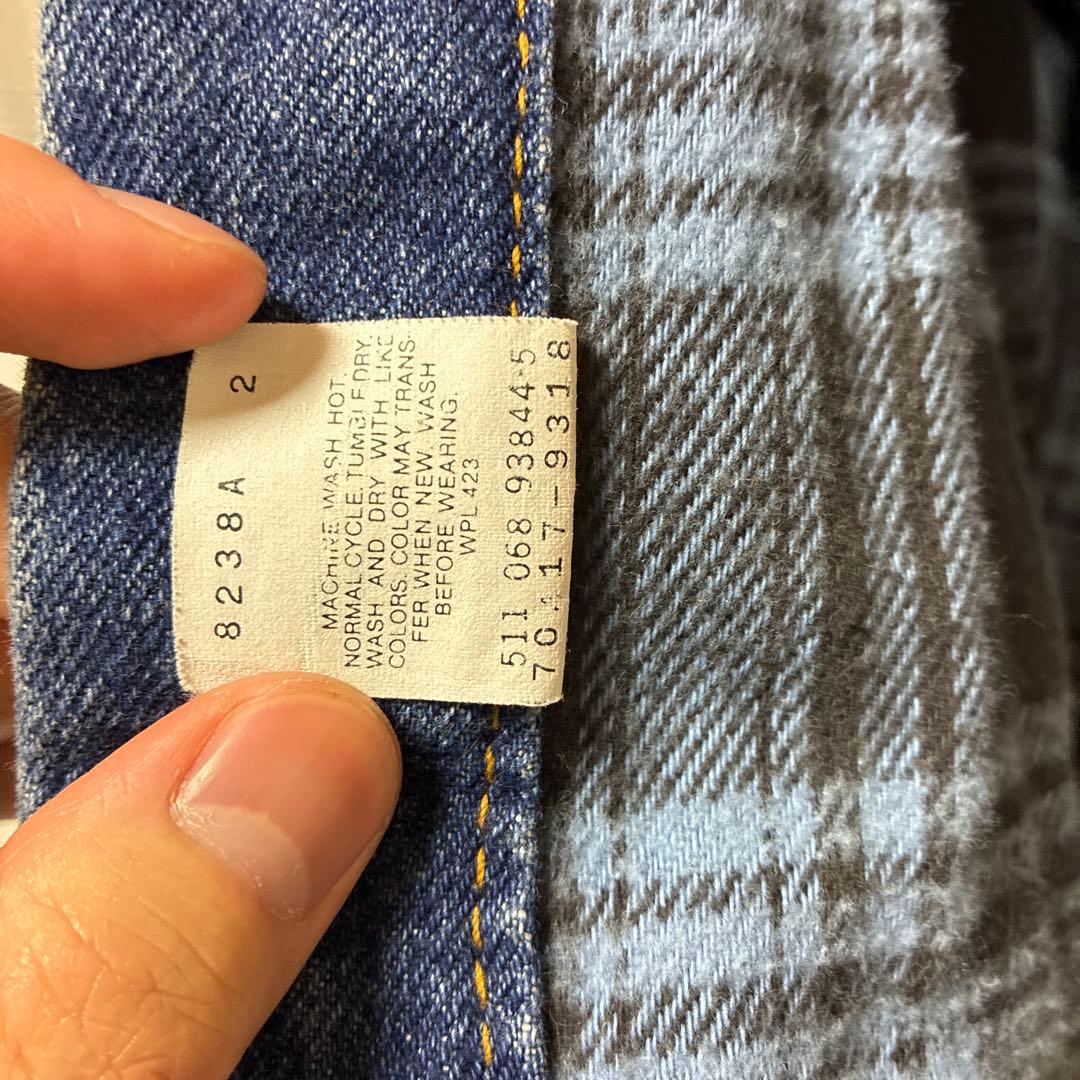 8238A 2
MACHINE WASH HOT,
NORMAL CYCLE, TUMBLE DRY.
WASH AND DRY WITH LIKE
COLORS. COLOR MAY TRANS-
FER WHEN NEW. WASH
BEFORE WEARING.
WPL 423
511 068 93844-5
17-9318